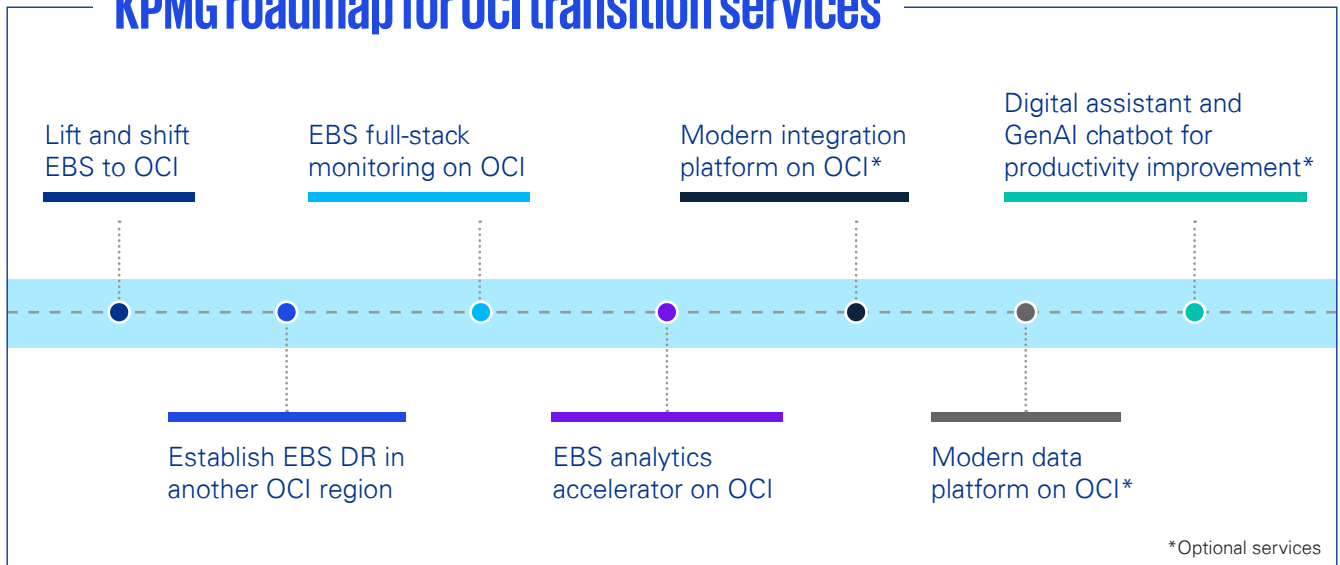 KPMG roadmap for OCI transition services
Lift and shift
EBS to OCI
EBS full-stack
monitoring on OCI
Modern integration
platform on OCI*
Digital assistant and
GenAI chatbot for
productivity improvement*
Establish EBS DR in
another OCI region
EBS analytics
accelerator on OCI
Modern data
platform on OCI*
*Optional services